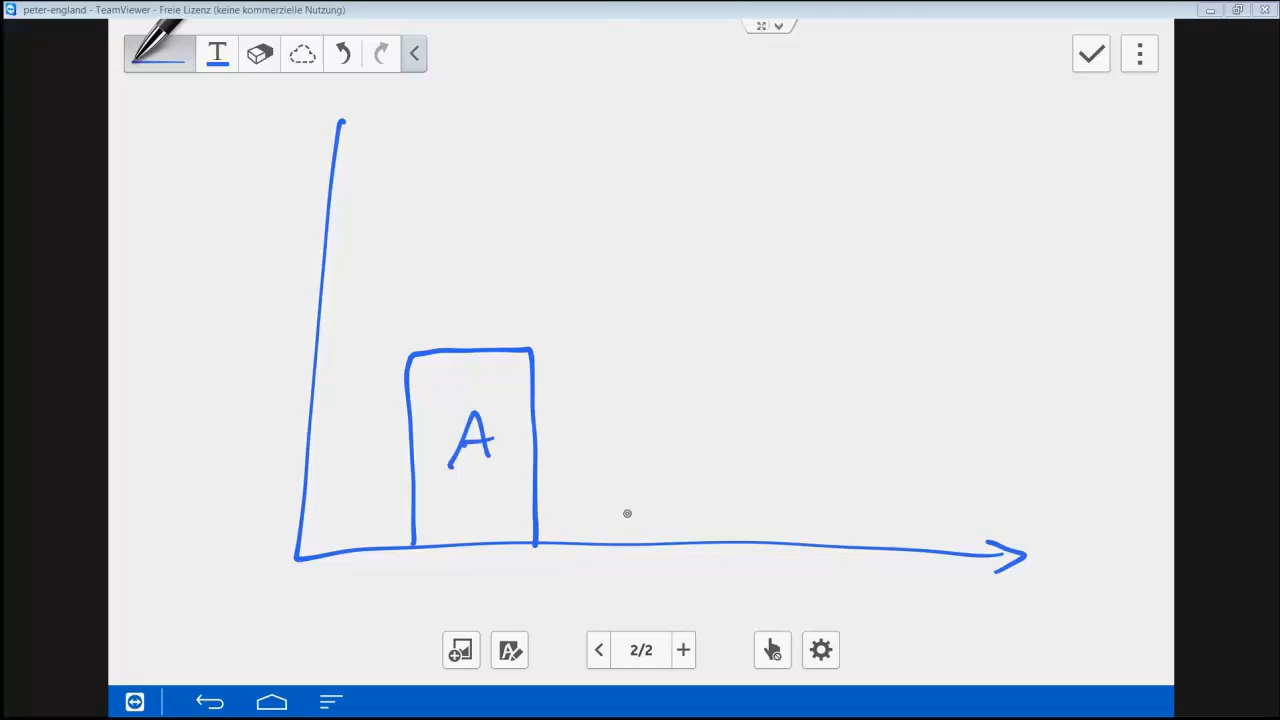 peter-england - TeamViewer - Freie Lizenz (keine kommerzielle Nutzung)
T
A
A
2/2